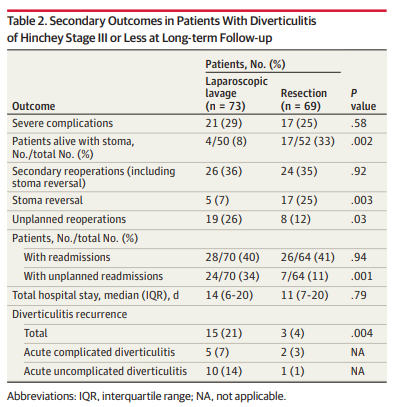 Table 2. Secondary Outcomes in Patients With Diverticulitis
of Hinchey Stage III or Less at Long-term Follow-up
Patients, No. (%)
Outcome Laparoscopic lavage (n = 73) Resection (n = 69) P value
Severe complications 21 (29) 17 (25) .58
Patients alive with stoma, No./total No. (%) 4/50 (8) 17/52 (33) .002
Secondary reoperations (including stoma reversal) 26 (36) 24 (35) .92
Stoma reversal 5 (7) 17 (25) .003
Unplanned reoperations 19 (26) 8 (12) .03
Patients, No./total No. (%)
With readmissions 28/70 (40) 26/64 (41) .94
With unplanned readmissions 24/70 (34) 7/64 (11) .001
Total hospital stay, median (IQR), d 14 (6-20) 11 (7-20) .79
Diverticulitis recurrence
Total 15 (21) 3 (4) .004
Acute complicated diverticulitis 5 (7) 2 (3) NA
Acute uncomplicated diverticulitis 10 (14) 1 (1) NA
Abbreviations: IQR, interquartile range; NA, not applicable.